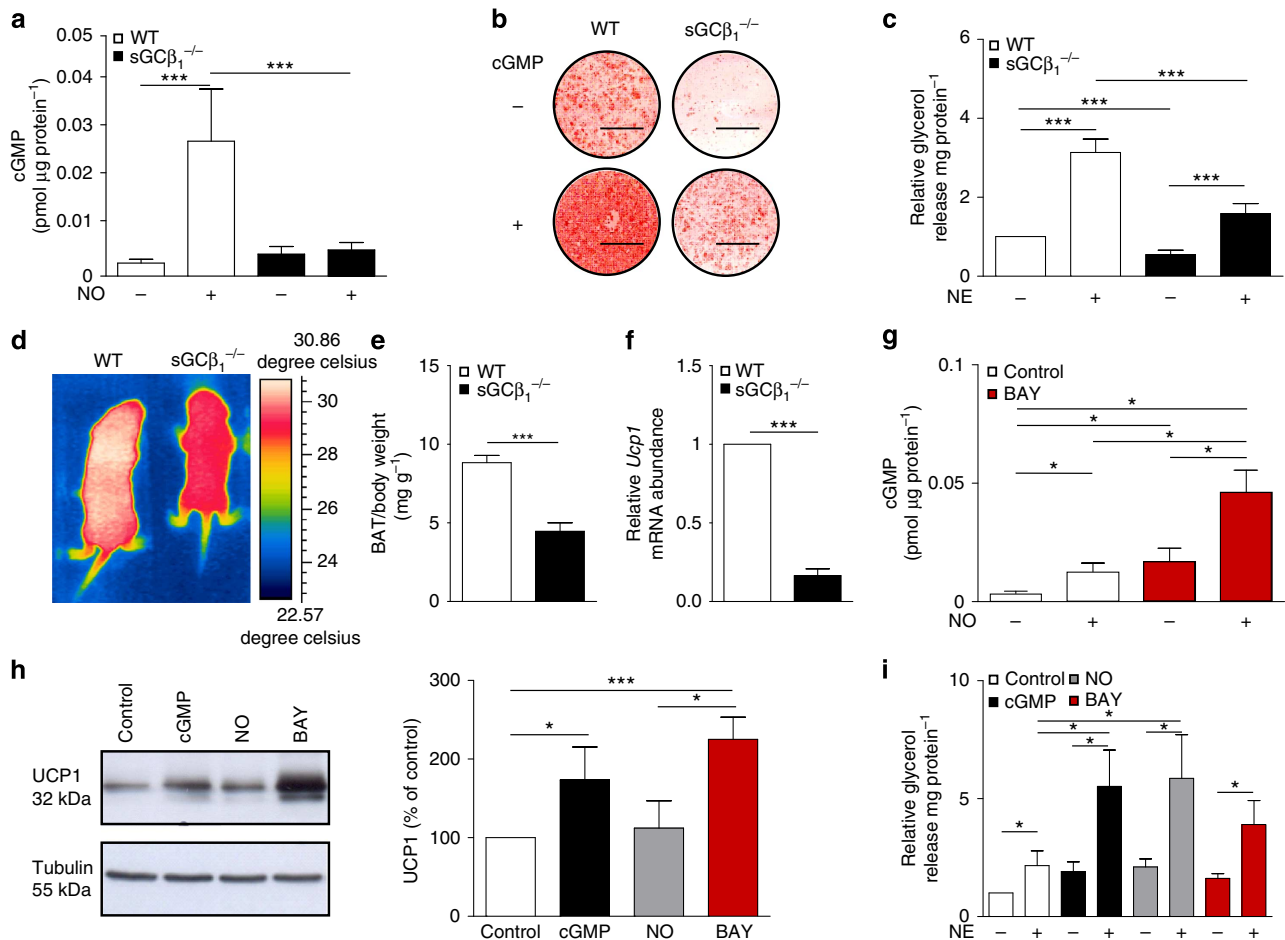 a
0.05
0.04
0.03
0.02
0.01
0
cGMP
(pmol µg protein⁻¹)
WT
sGCβ₁⁻/⁻
***
***
NO
–
+
–
+
b
WT
sGCβ₁⁻/⁻
cGMP
–
+
c
6
4
2
0
Relative glycerol
release mg protein⁻¹
WT
sGCβ₁⁻/⁻
***
***
***
***
NE
–
+
–
+
d
30.86
degree celsius
WT
sGCβ₁⁻/⁻
30
28
26
24
22.57
degree celsius
e
15
10
5
0
BAT/body weight
(mg g⁻¹)
WT
sGCβ₁⁻/⁻
***
f
1.5
1
0.5
0.0
Relative Ucp1
mRNA abundance
WT
sGCβ₁⁻/⁻
***
g
0.1
0.05
0
cGMP
(pmol µg protein⁻¹)
Control
BAY
*
*
*
*
*
NO
–
+
–
+
h
Control
cGMP
NO
BAY
UCP1
32 kDa
Tubulin
55 kDa
300
200
100
0
UCP1 (% of control)
***
*
*
Control
cGMP
NO
BAY
i
10
5
0
Relative glycerol
release mg protein⁻¹
Control
NO
cGMP
BAY
*
*
*
*
*
*
NE
–
+
–
+
–
+
–
+